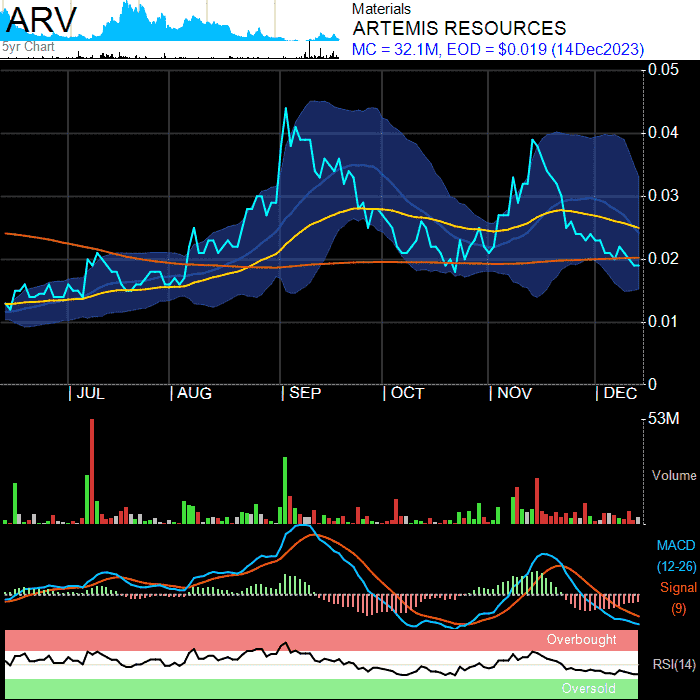 ARV
5yr Chart
Materials
ARTEMIS RESOURCES
MC = 32.1M, EOD = $0.019 (14Dec2023)
0.05
0.04
0.03
0.02
0.01
0
JUL AUG SEP OCT NOV DEC
53M
Volume
MACD
(12-26)
Signal
(9)
Overbought
RSI(14)
Oversold